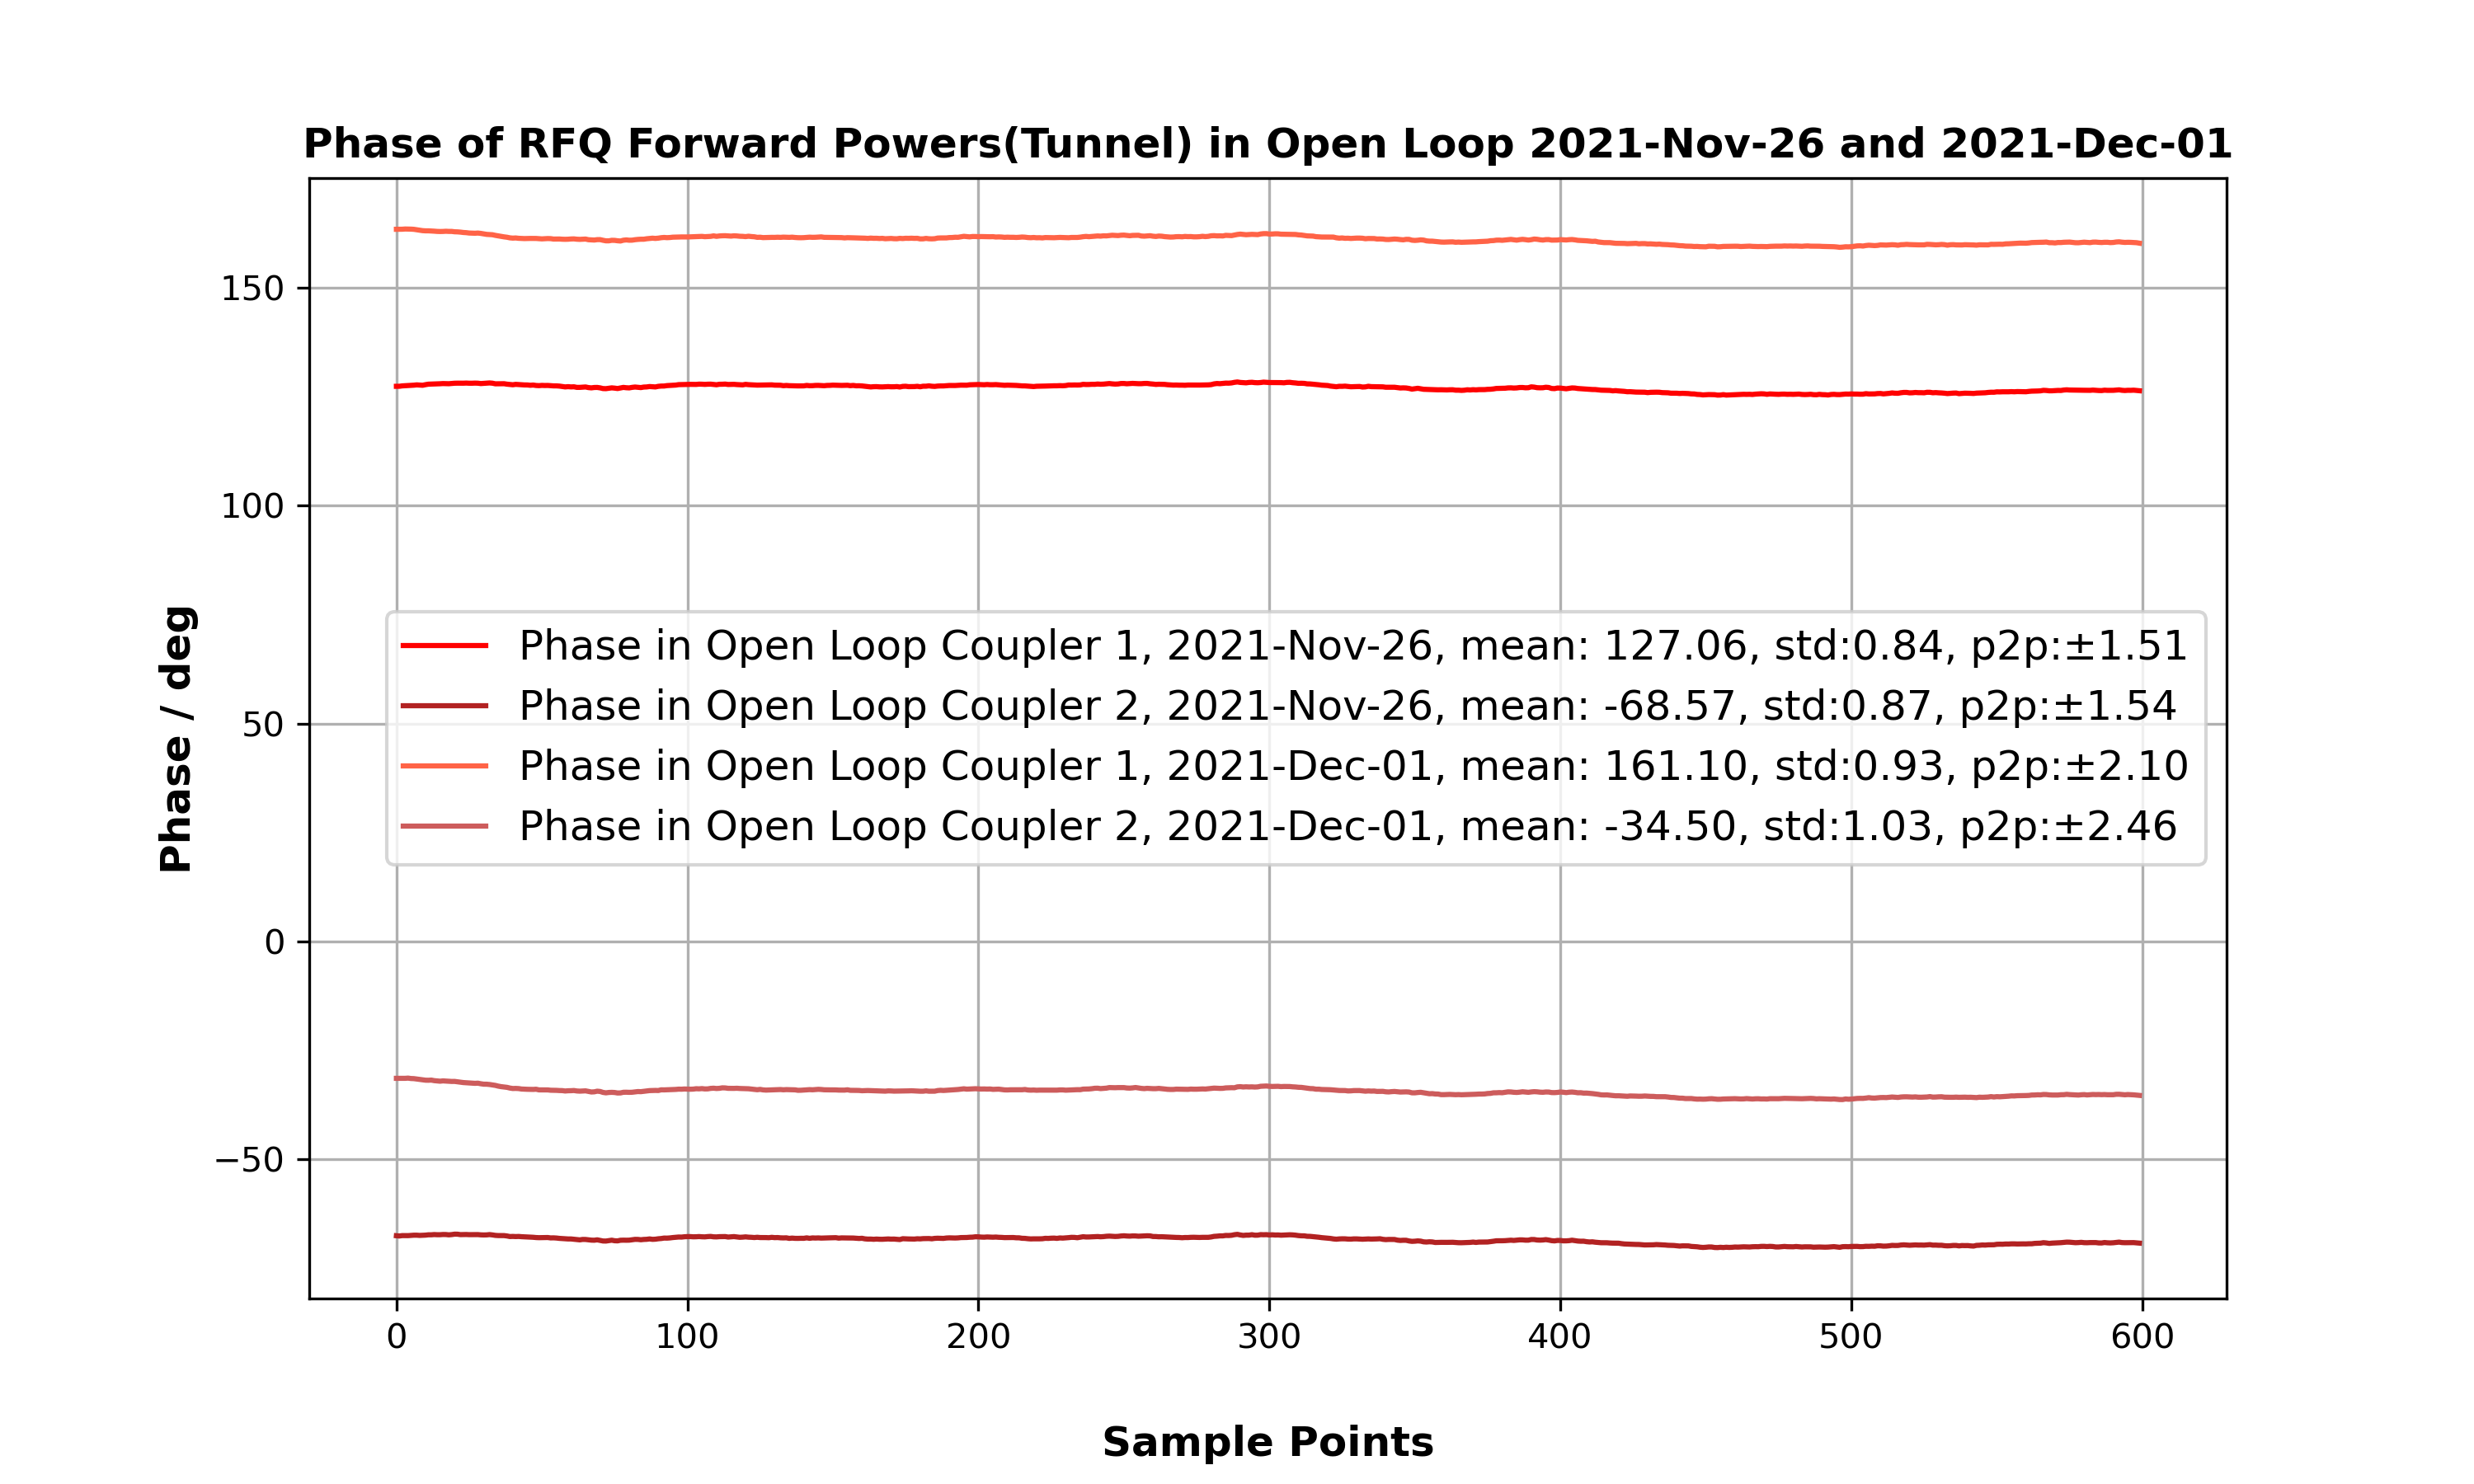 Phase of RFQ Forward Powers(Tunnel) in Open Loop 2021-Nov-26 and 2021-Dec-01
Phase / deg
150
100
50
0
−50
Phase in Open Loop Coupler 1, 2021-Nov-26, mean: 127.06, std:0.84, p2p:±1.51
Phase in Open Loop Coupler 2, 2021-Nov-26, mean: -68.57, std:0.87, p2p:±1.54
Phase in Open Loop Coupler 1, 2021-Dec-01, mean: 161.10, std:0.93, p2p:±2.10
Phase in Open Loop Coupler 2, 2021-Dec-01, mean: -34.50, std:1.03, p2p:±2.46
0 100 200 300 400 500 600
Sample Points